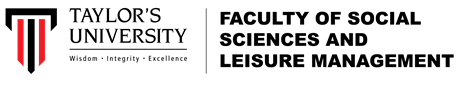 TAYLOR'S
UNIVERSITY
Wisdom • Integrity • Excellence
FACULTY OF SOCIAL
SCIENCES AND
LEISURE MANAGEMENT